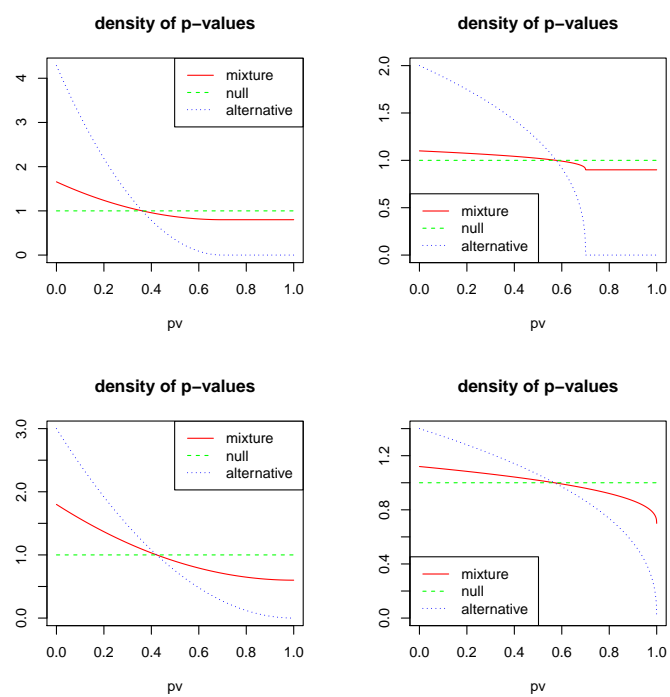 density of p−values
4
3
2
1
0
mixture
null
alternative
0.0 0.2 0.4 0.6 0.8 1.0
pv
density of p−values
2.0
1.5
1.0
0.5
0.0
mixture
null
alternative
0.0 0.2 0.4 0.6 0.8 1.0
pv
density of p−values
3.0
2.0
1.0
0.0
mixture
null
alternative
0.0 0.2 0.4 0.6 0.8 1.0
pv
density of p−values
1.2
0.8
0.4
0.0
mixture
null
alternative
0.0 0.2 0.4 0.6 0.8 1.0
pv